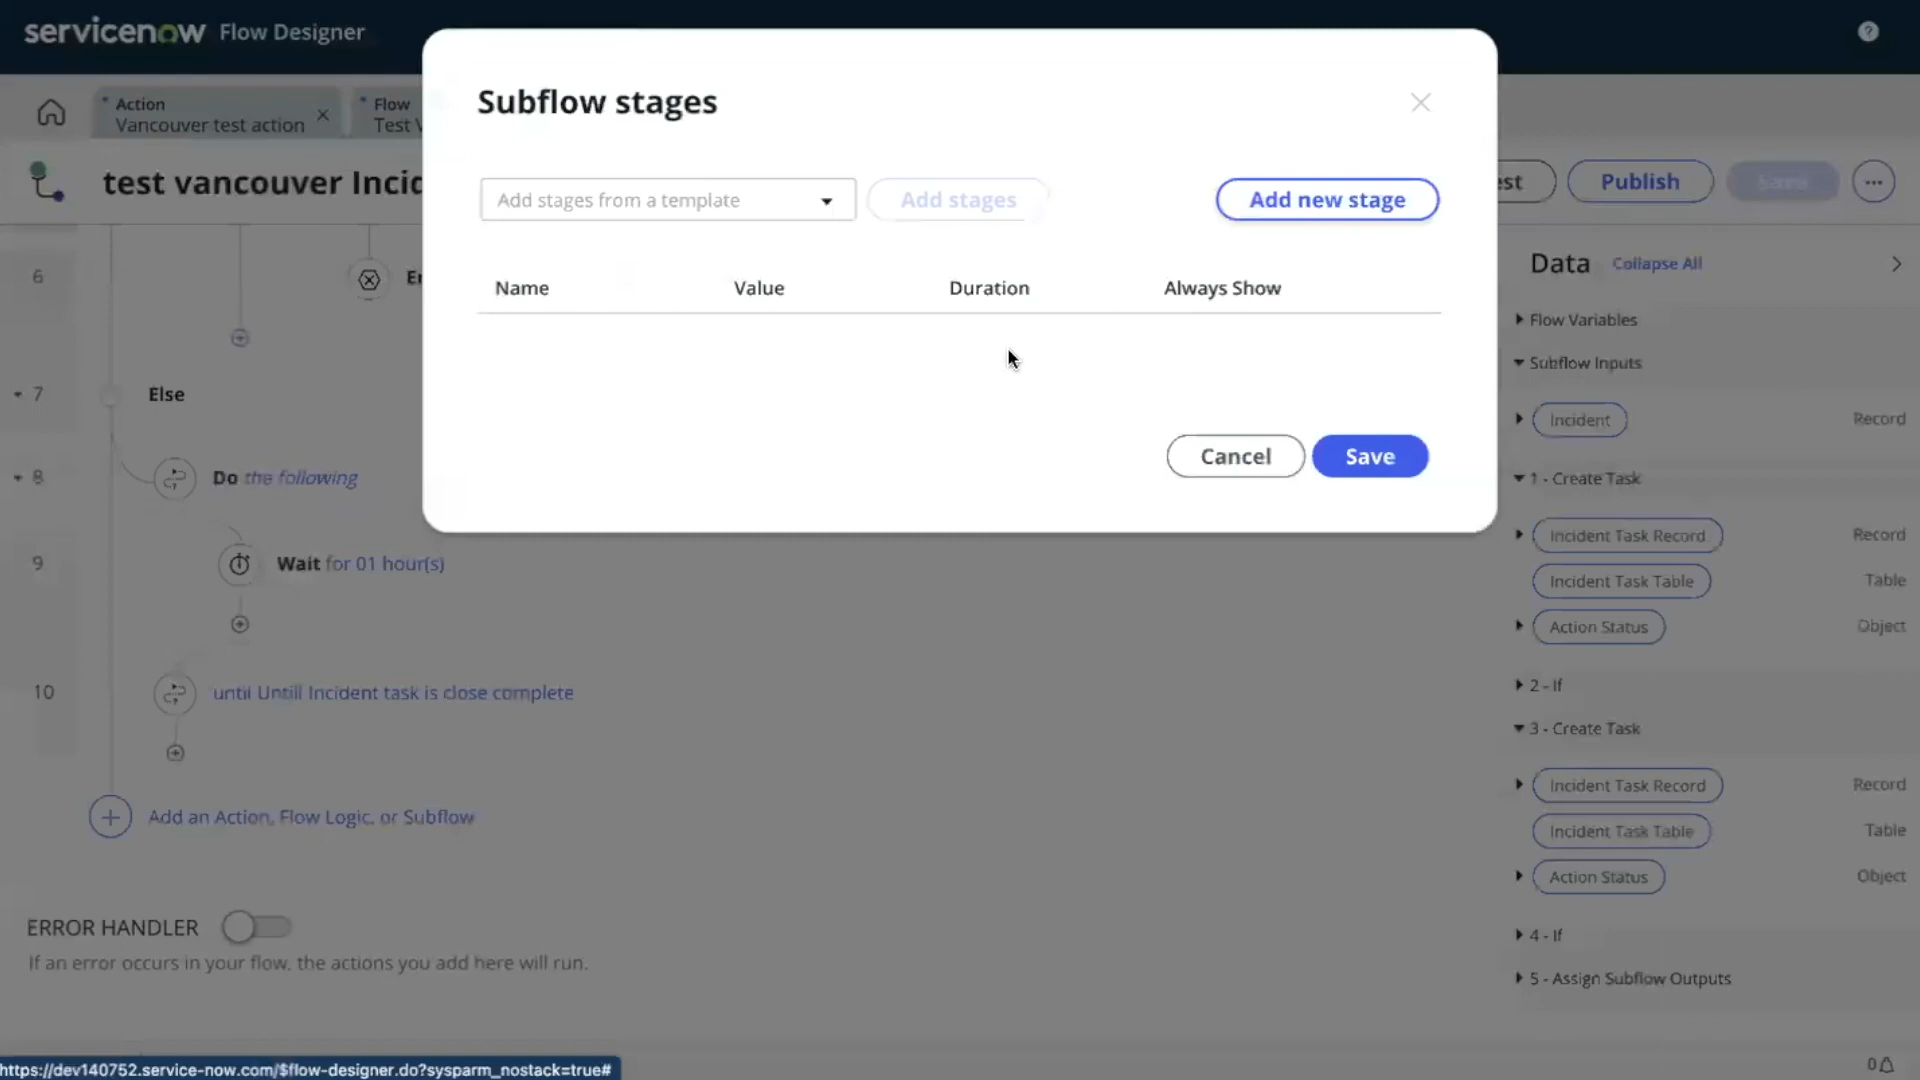 servicenow Flow Designer
* Action
Vancouver test action
* Flow
Test V
test vancouver Incid
est
Publish
Save
Subflow stages
Add stages from a template
Add stages
Add new stage
Name Value Duration Always Show
Cancel
Save
6
Er
7 Else
8 Do the following
9 Wait for 01 hour(s)
10 until Untill Incident task is close complete
Add an Action, Flow Logic, or Subflow
ERROR HANDLER
If an error occurs in your flow, the actions you add here will run.
Data Collapse All
Flow Variables
Subflow Inputs
Incident Record
1 - Create Task
Incident Task Record Record
Incident Task Table Table
Action Status Object
2 - If
3 - Create Task
Incident Task Record Record
Incident Task Table Table
Action Status Object
4 - If
5 - Assign Subflow Outputs
https://dev140752.service-now.com/$flow-designer.do?sysparm_nostack=true#
0